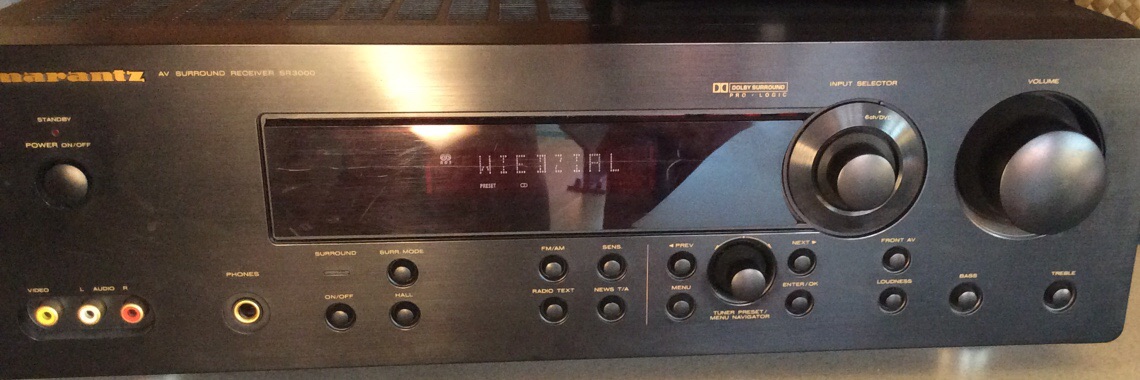 marantz AV SURROUND RECEIVER SR3000
STANDBY
POWER ON/OFF
DOLBY SURROUND
PRO · LOGIC
INPUT SELECTOR
6ch/DVD
VOLUME
WIEDZIAL
PRESET CD
VIDEO L AUDIO R
PHONES
SURROUND
ON/OFF
SURR. MODE
HALL
FM/AM
SENS.
RADIO TEXT
NEWS T/A
◄ PREV
NEXT ►
MENU
ENTER/OK
TUNER PRESET/
MENU NAVIGATOR
FRONT AV
LOUDNESS
BASS
TREBLE